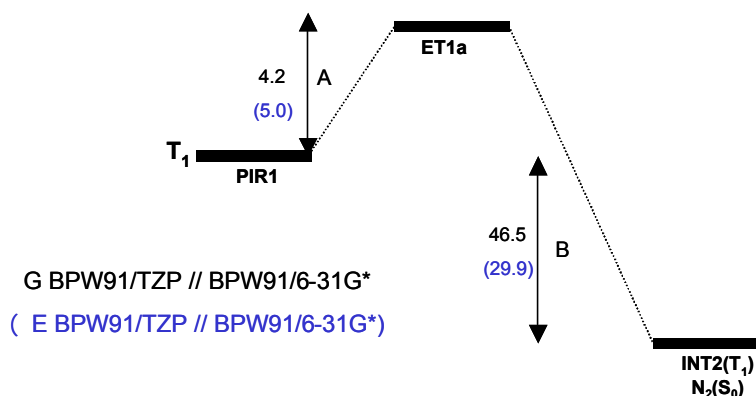 ET1a
4.2
A
(5.0)
T₁
PIR1
46.5
B
(29.9)
G BPW91/TZP // BPW91/6-31G*
( E BPW91/TZP // BPW91/6-31G*)
INT2(T₁)
N₂(S₀)